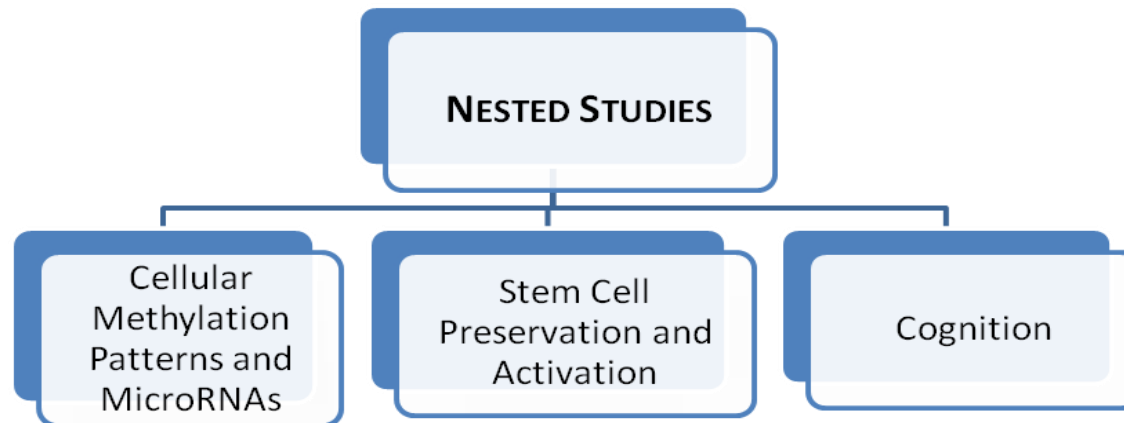 NESTED STUDIES
Cellular
Methylation
Patterns and
MicroRNAs
Stem Cell
Preservation and
Activation
Cognition